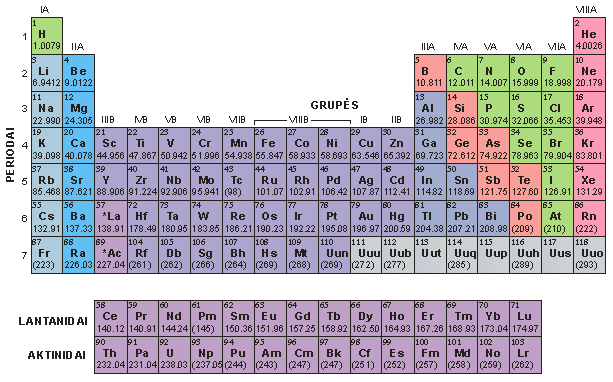 IA VIIIA
1 2
1 H He
1.0079 IIA IIIA IVA VA VIA VIIA 4.0026
3 4 5 6 7 8 9 10
2 Li Be B C N O F Ne
6.9412 9.0122 10.811 12.011 14.007 15.999 18.998 20.179
11 12 GRUPĖS 13 14 15 16 17 18
3 Na Mg Al Si P S Cl Ar
22.990 24.305 IIIB IVB VB VIB VIIB VIIIB IB IIB 26.982 28.086 30.974 32.066 35.453 39.948
19 20 21 22 23 24 25 26 27 28 29 30 31 32 33 34 35 36
4 K Ca Sc Ti V Cr Mn Fe Co Ni Cu Zn Ga Ge As Se Br Kr
39.098 40.078 44.956 47.867 50.942 51.996 54.938 55.847 58.933 58.693 63.546 65.392 69.723 72.612 74.922 78.963 79.904 83.801
37 38 39 40 41 42 43 44 45 46 47 48 49 50 51 52 53 54
5 Rb Sr Y Zr Nb Mo Tc Ru Rh Pd Ag Cd In Sn Sb Te I Xe
85.468 87.621 88.906 91.224 92.906 95.941 (98) 101.07 102.91 106.42 107.87 112.41 114.82 118.69 121.75 127.60 126.91 131.29
55 56 57 72 73 74 75 76 77 78 79 80 81 82 83 84 85 86
6 Cs Ba *La Hf Ta W Re Os Ir Pt Au Hg Tl Pb Bi Po At Rn
132.91 137.33 138.91 178.49 180.95 183.85 186.21 190.23 192.22 195.08 196.97 200.59 204.38 207.21 208.98 (209) (210) (222)
87 88 89 104 105 106 107 108 109 110 111 112 113 114 115 116 117 118
7 Fr Ra *Ac Rf Db Sg Bh Hs Mt Uun Uuu Uub Uut Uuq Uup Uuh Uus Uuo
(223) 226.03 227.04 (261) (262) (266) (264) (269) (268) (269) (272) (277) (285) (289) (293)
PERIODAI
58 59 60 61 62 63 64 65 66 67 68 69 70 71
LANTANIDAI Ce Pr Nd Pm Sm Eu Gd Tb Dy Ho Er Tm Yb Lu
140.12 140.91 144.24 (145) 150.36 151.96 157.25 158.92 162.50 164.93 167.26 168.93 173.04 174.97
90 91 92 93 94 95 96 97 98 99 100 101 102 103
AKTINIDAI Th Pa U Np Pu Am Cm Bk Cf Es Fm Md No Lr
232.04 231.04 238.03 237.05 (244) (243) (247) (247) (251) (252) (257) (258) (259) (262)